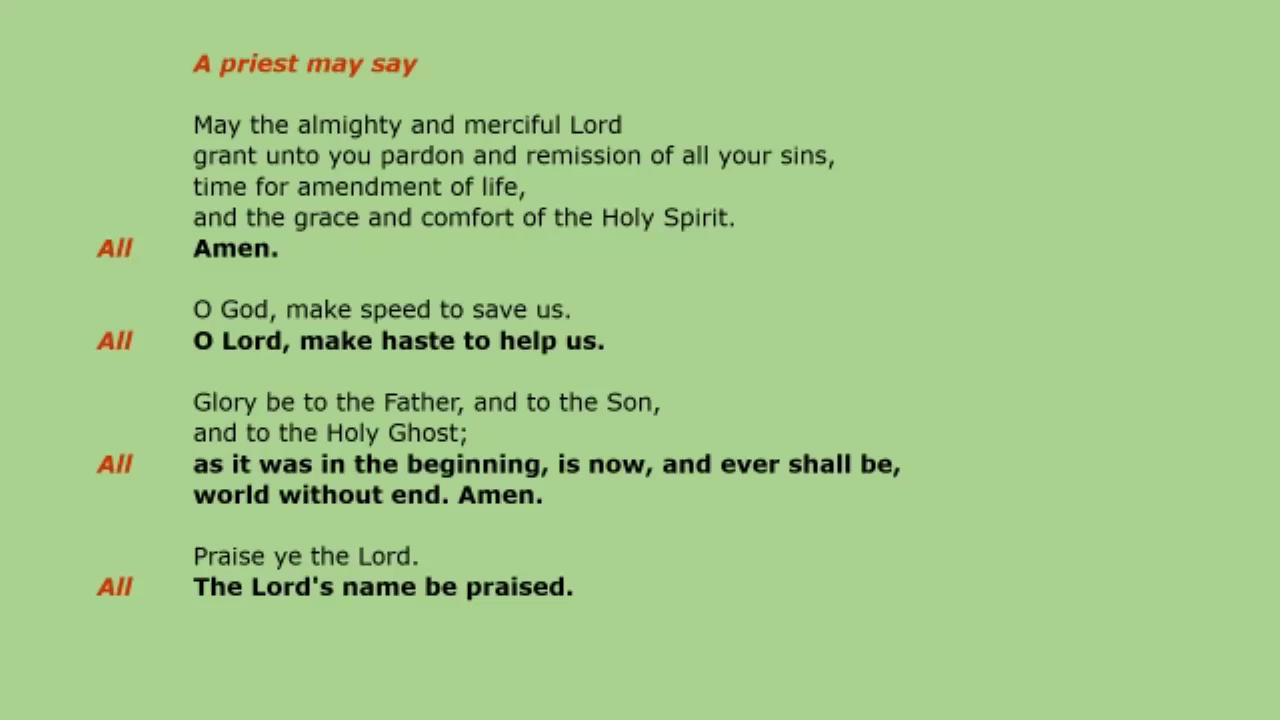 A priest may say
May the almighty and merciful Lord
grant unto you pardon and remission of all your sins,
time for amendment of life,
and the grace and comfort of the Holy Spirit.
All Amen.
O God, make speed to save us.
All O Lord, make haste to help us.
Glory be to the Father, and to the Son,
and to the Holy Ghost;
All as it was in the beginning, is now, and ever shall be,
world without end. Amen.
Praise ye the Lord.
All The Lord's name be praised.